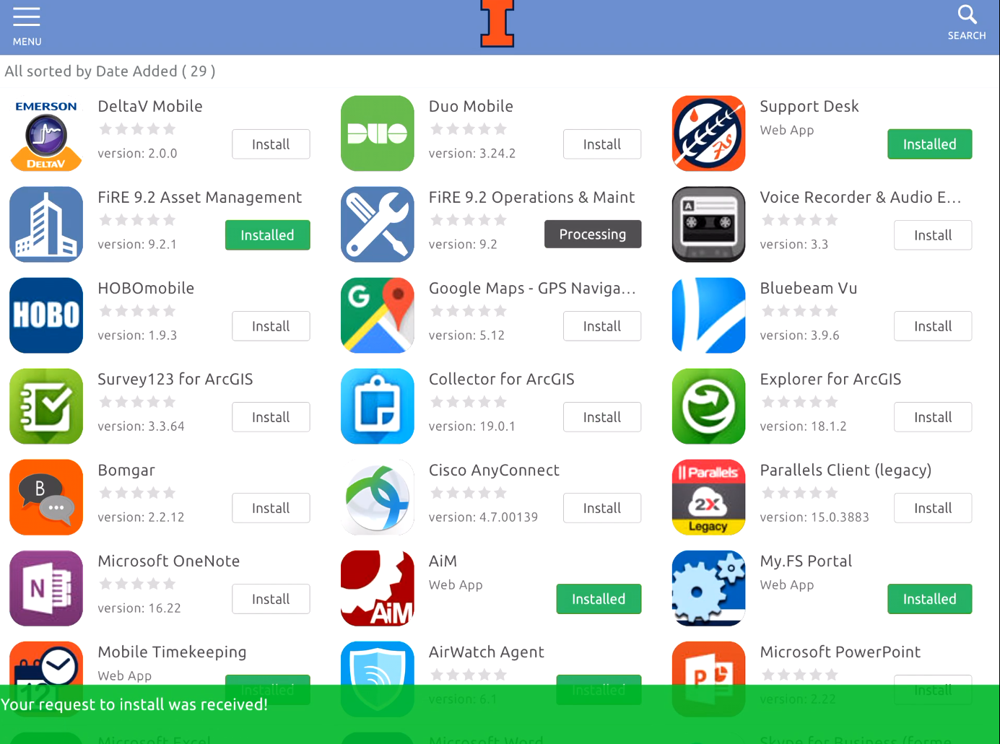 MENU
SEARCH
All sorted by Date Added ( 29 )
EMERSON
DELTAV
DeltaV Mobile
version: 2.0.0
Install
DUO
Duo Mobile
version: 3.24.2
Install
FS
Support Desk
Web App
Installed
FiRE 9.2 Asset Management
version: 9.2.1
Installed
FiRE 9.2 Operations & Maint
version: 9.2
Processing
A
Voice Recorder & Audio E...
version: 3.3
Install
HOBO
HOBOmobile
version: 1.9.3
Install
G
Google Maps - GPS Naviga...
version: 5.12
Install
Bluebeam Vu
version: 3.9.6
Install
Survey123 for ArcGIS
version: 3.3.64
Install
Collector for ArcGIS
version: 19.0.1
Install
Explorer for ArcGIS
version: 18.1.2
Install
B
Bomgar
version: 2.2.12
Install
Cisco AnyConnect
version: 4.7.00139
Install
Parallels
2X
Legacy
Parallels Client (legacy)
version: 15.0.3883
Install
N
Microsoft OneNote
version: 16.22
Install
AiM
AiM
Web App
Installed
My.FS Portal
Web App
Installed
12
Mobile Timekeeping
Web App
Installed
AirWatch Agent
version: 6.1
Installed
P
Microsoft PowerPoint
version: 2.22
Install
Your request to install was received!
Microsoft Excel
Microsoft Word
Skype for Business (forme